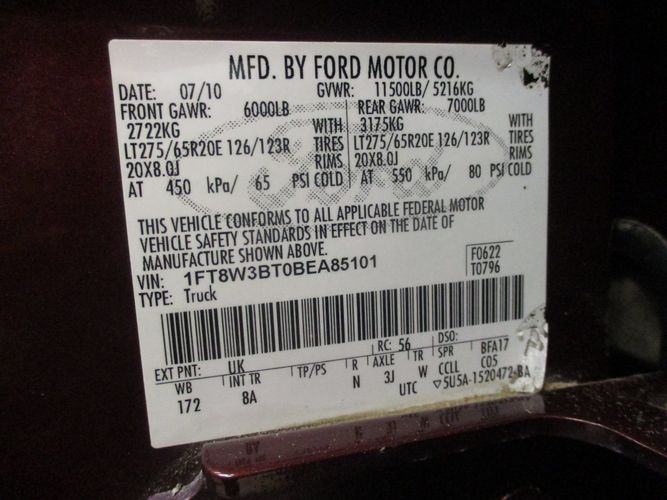 MFD. BY FORD MOTOR CO.
DATE: 07/10 GVWR: 11500LB/ 5216KG
FRONT GAWR: 6000LB REAR GAWR: 7000LB
2722KG WITH 3175KG WITH
LT275/65R20E 126/123R TIRES LT275/65R20E 126/123R TIRES
20X8.0J RIMS 20X8.0J RIMS
AT 450 kPa/ 65 PSI COLD AT 550 kPa/ 80 PSI COLD
Ford
THIS VEHICLE CONFORMS TO ALL APPLICABLE FEDERAL MOTOR
VEHICLE SAFETY STANDARDS IN EFFECT ON THE DATE OF
MANUFACTURE SHOWN ABOVE.
VIN: 1FT8W3BT0BEA85101 F0622
TYPE: Truck T0796
EXT PNT: UK RC: 56 DSO:
WB INT TR TP/PS R AXLE TR SPR BFA17
172 8A N 3J W CCLL C05
UTC ▽5U5A-1520472-BA